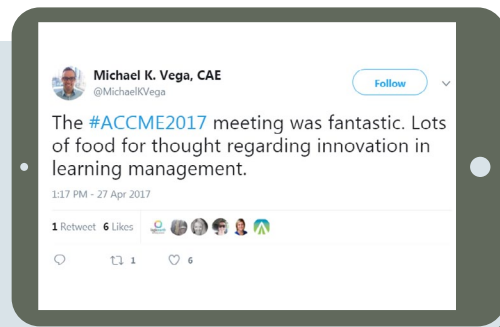 Michael K. Vega, CAE
@MichaelKVega
Follow
The #ACCME2017 meeting was fantastic. Lots
of food for thought regarding innovation in
learning management.
1:17 PM - 27 Apr 2017
1 Retweet 6 Likes
1 6